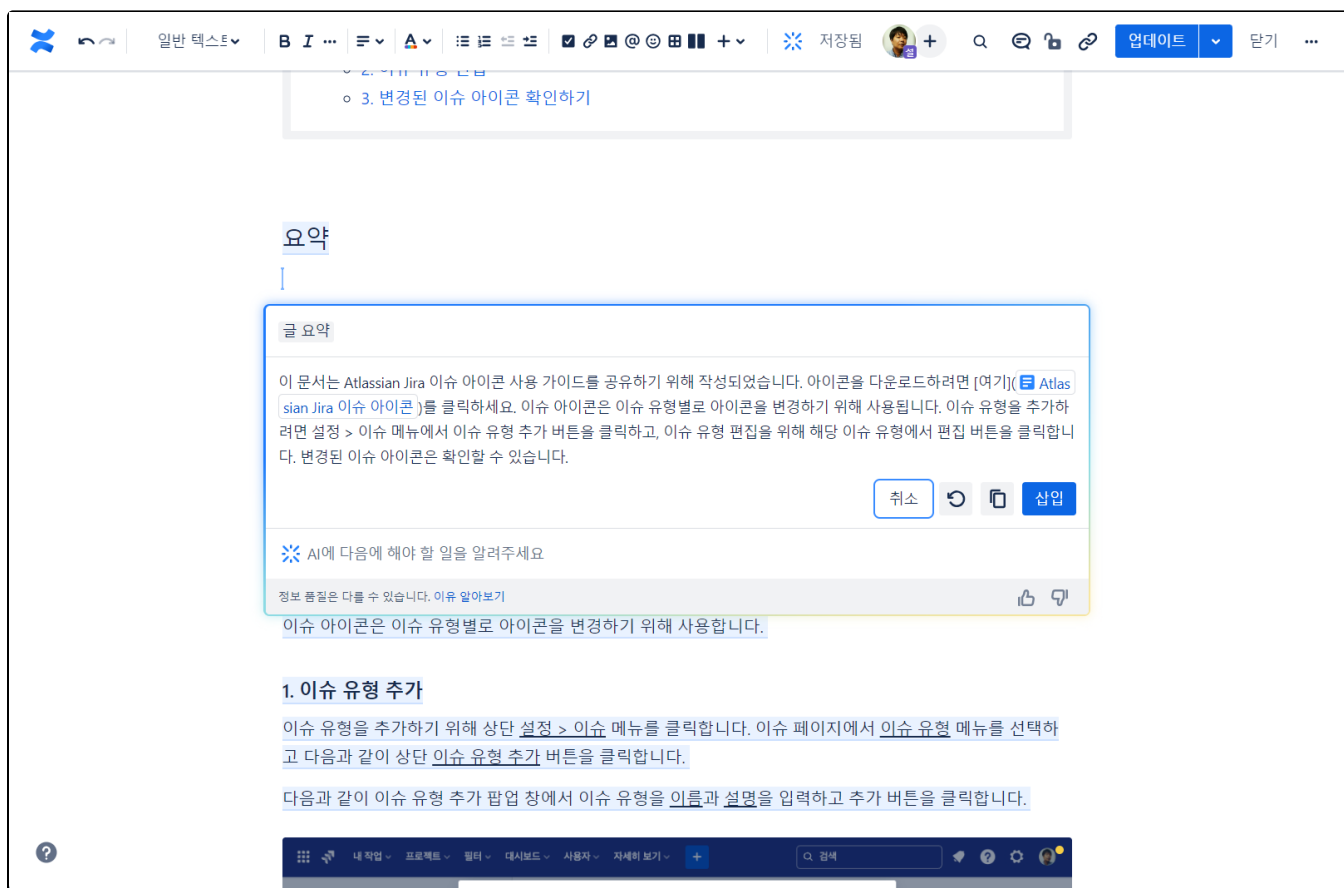 일반 텍스트
B I
저장됨
설
업데이트
닫기
2. 이슈 유형 편집
3. 변경된 이슈 아이콘 확인하기
요약
글 요약
이 문서는 Atlassian Jira 이슈 아이콘 사용 가이드를 공유하기 위해 작성되었습니다. 아이콘을 다운로드하려면 [여기](Atlas
sian Jira 이슈 아이콘)를 클릭하세요. 이슈 아이콘은 이슈 유형별로 아이콘을 변경하기 위해 사용됩니다. 이슈 유형을 추가하
려면 설정 > 이슈 메뉴에서 이슈 유형 추가 버튼을 클릭하고, 이슈 유형 편집을 위해 해당 이슈 유형에서 편집 버튼을 클릭합니
다. 변경된 이슈 아이콘은 확인할 수 있습니다.
취소
삽입
AI에 다음에 해야 할 일을 알려주세요
정보 품질은 다를 수 있습니다. 이유 알아보기
이슈 아이콘은 이슈 유형별로 아이콘을 변경하기 위해 사용합니다.
1. 이슈 유형 추가
이슈 유형을 추가하기 위해 상단 설정 > 이슈 메뉴를 클릭합니다. 이슈 페이지에서 이슈 유형 메뉴를 선택하
고 다음과 같이 상단 이슈 유형 추가 버튼을 클릭합니다.
다음과 같이 이슈 유형 추가 팝업 창에서 이슈 유형을 이름과 설명을 입력하고 추가 버튼을 클릭합니다.
내 작업 프로젝트 필터 대시보드 사용자 자세히 보기 + 검색